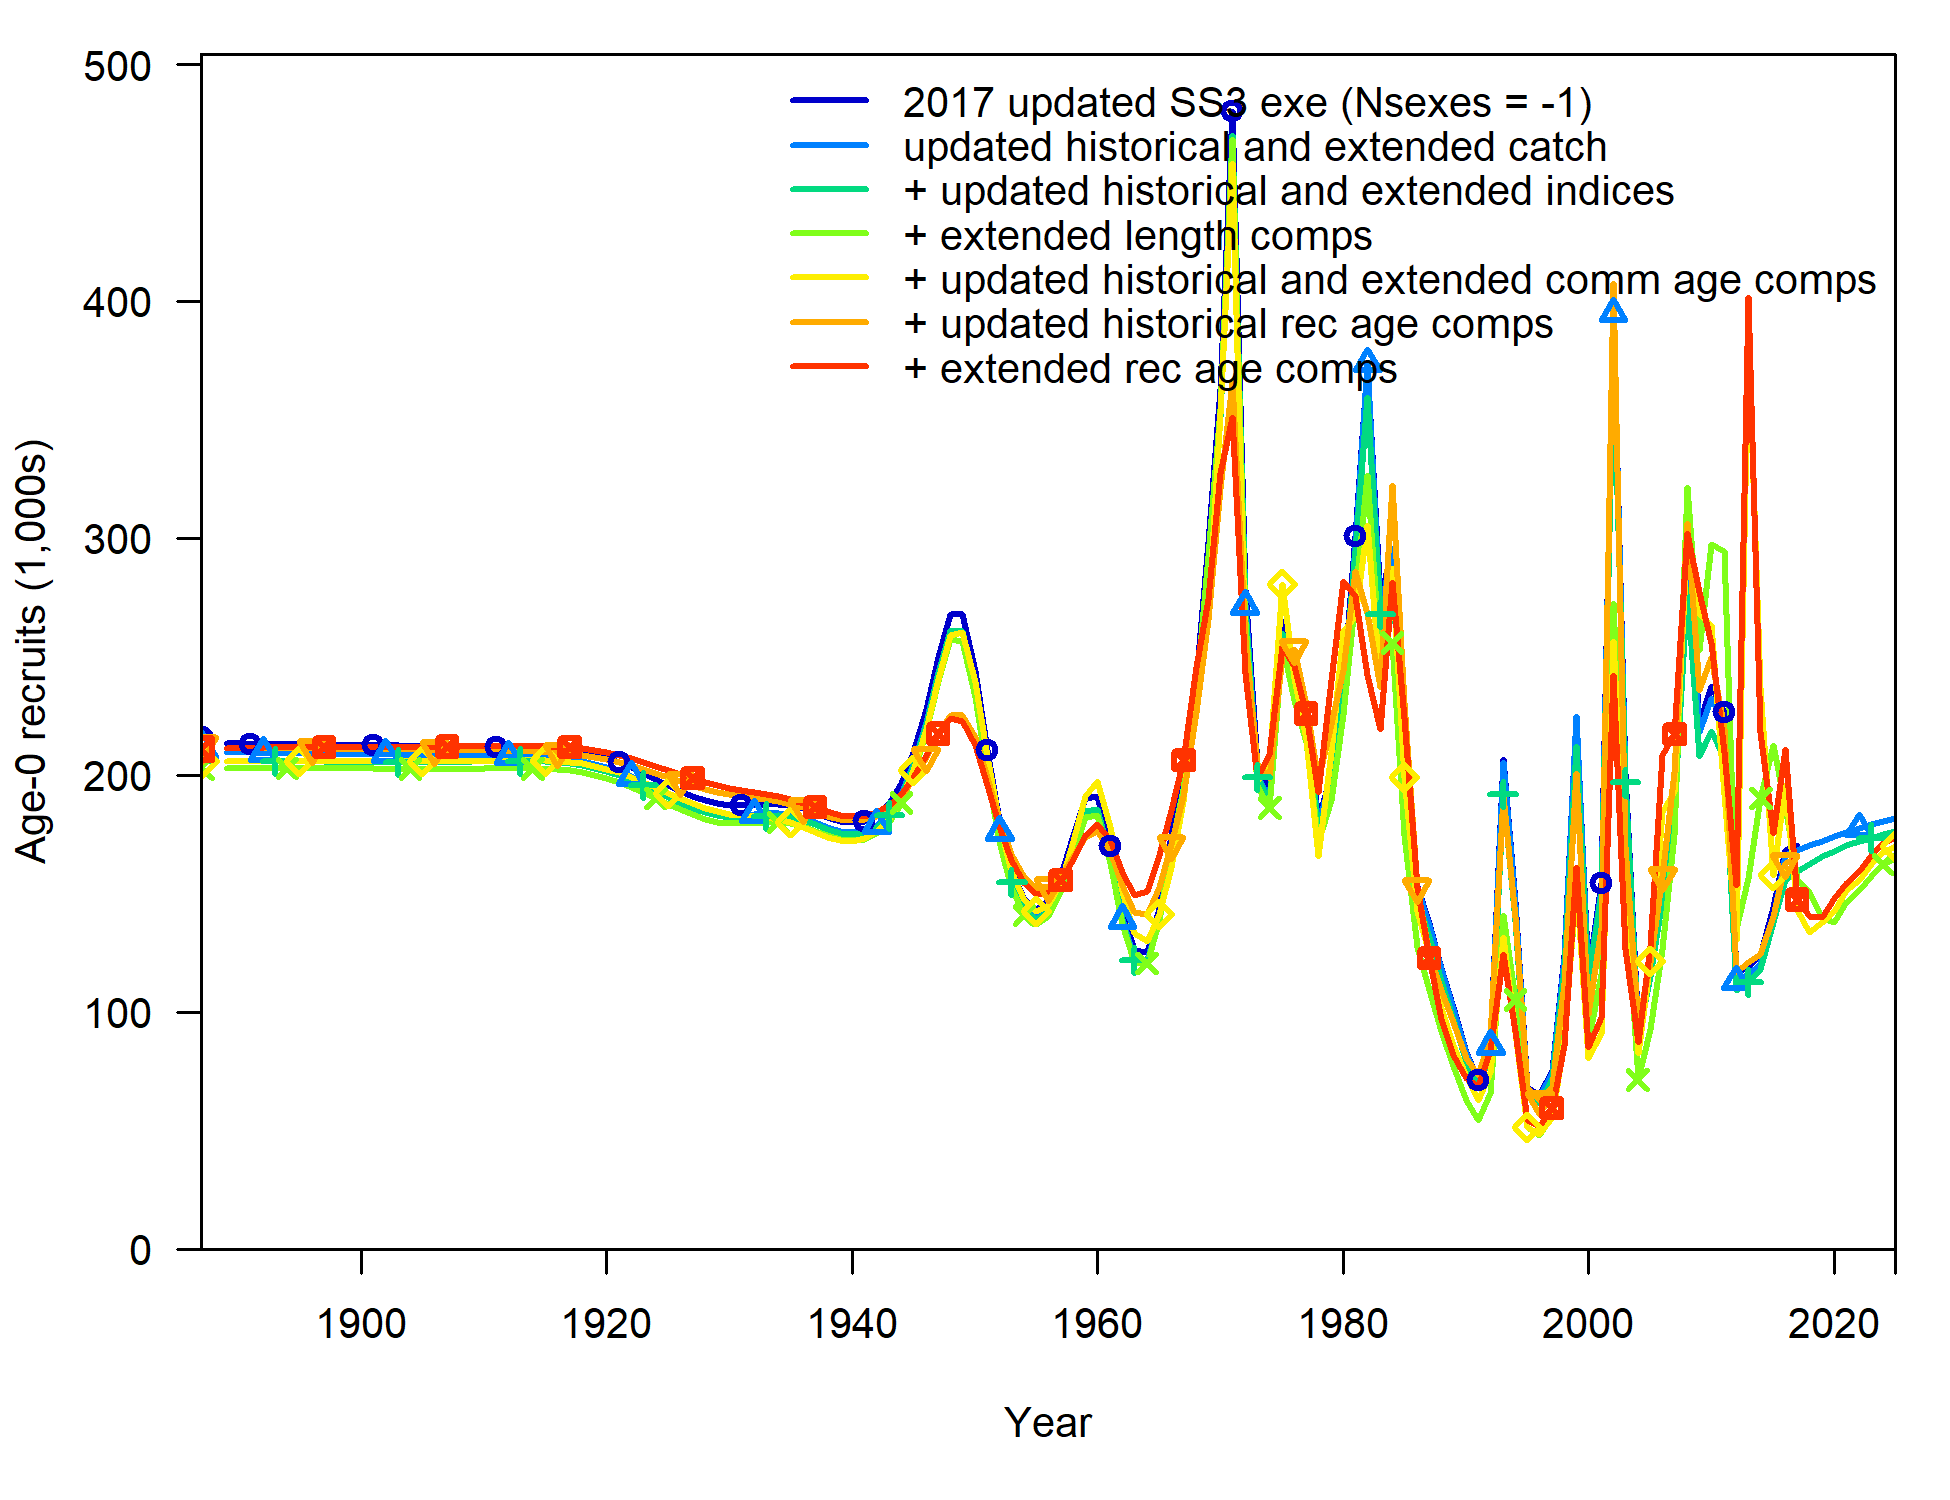 500
400
300
200
100
0
Age-0 recruits (1,000s)
2017 updated SS3 exe (Nsexes = -1)
updated historical and extended catch
+ updated historical and extended indices
+ extended length comps
+ updated historical and extended comm age comps
+ updated historical rec age comps
+ extended rec age comps
1900 1920 1940 1960 1980 2000 2020
Year